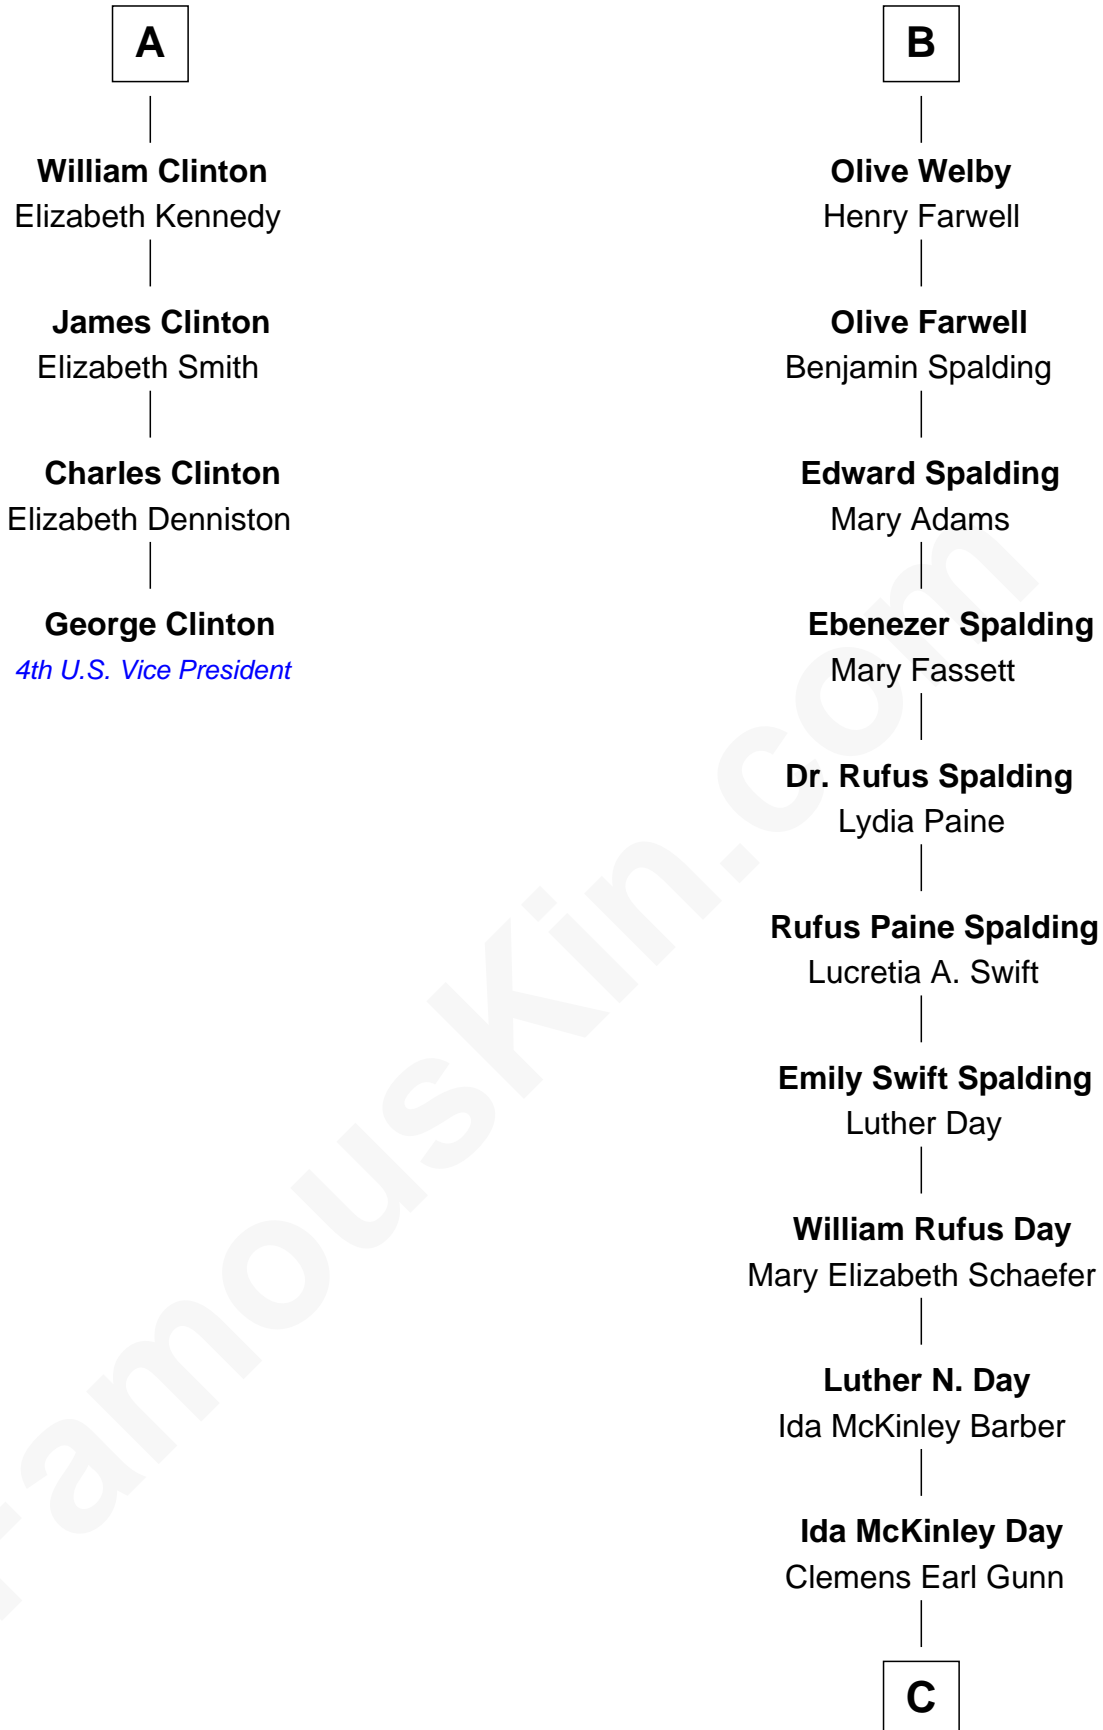 A
William Clinton
Elizabeth Kennedy
James Clinton
Elizabeth Smith
Charles Clinton
Elizabeth Denniston
George Clinton
4th U.S. Vice President
B
Olive Welby
Henry Farwell
Olive Farwell
Benjamin Spalding
Edward Spalding
Mary Adams
Ebenezer Spalding
Mary Fassett
Dr. Rufus Spalding
Lydia Paine
Rufus Paine Spalding
Lucretia A. Swift
Emily Swift Spalding
Luther Day
William Rufus Day
Mary Elizabeth Schaefer
Luther N. Day
Ida McKinley Barber
Ida McKinley Day
Clemens Earl Gunn
C
FamousKin.com